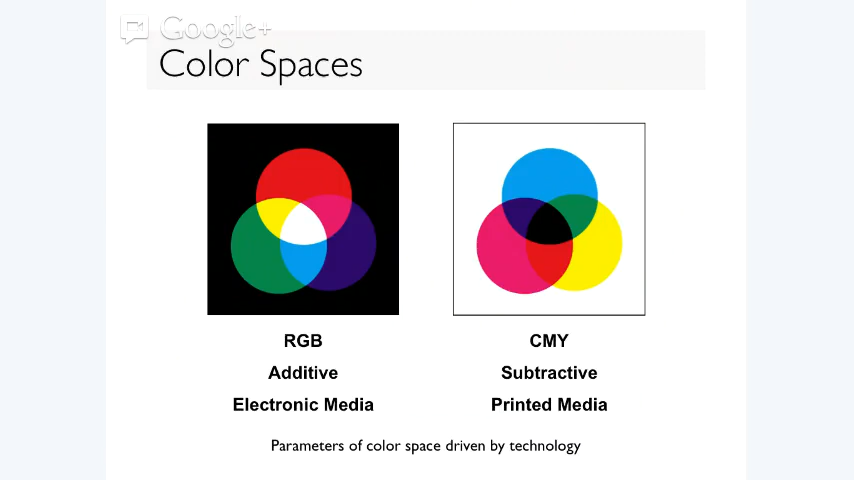 Google+
Color Spaces
RGB
CMY
Additive
Subtractive
Electronic Media
Printed Media
Parameters of color space driven by technology